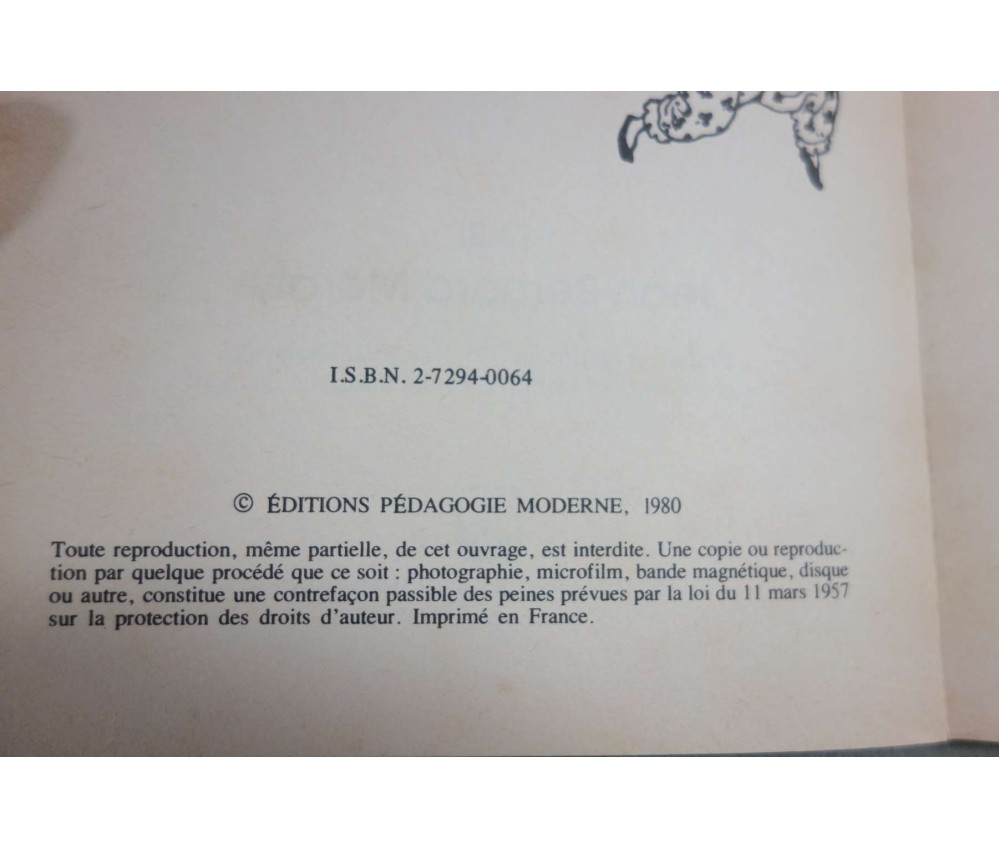 I.S.B.N. 2-7294-0064
© ÉDITIONS PÉDAGOGIE MODERNE, 1980
Toute reproduction, même partielle, de cet ouvrage, est interdite. Une copie ou reproduc-
tion par quelque procédé que ce soit : photographie, microfilm, bande magnétique, disque
ou autre, constitue une contrefaçon passible des peines prévues par la loi du 11 mars 1957
sur la protection des droits d'auteur. Imprimé en France.